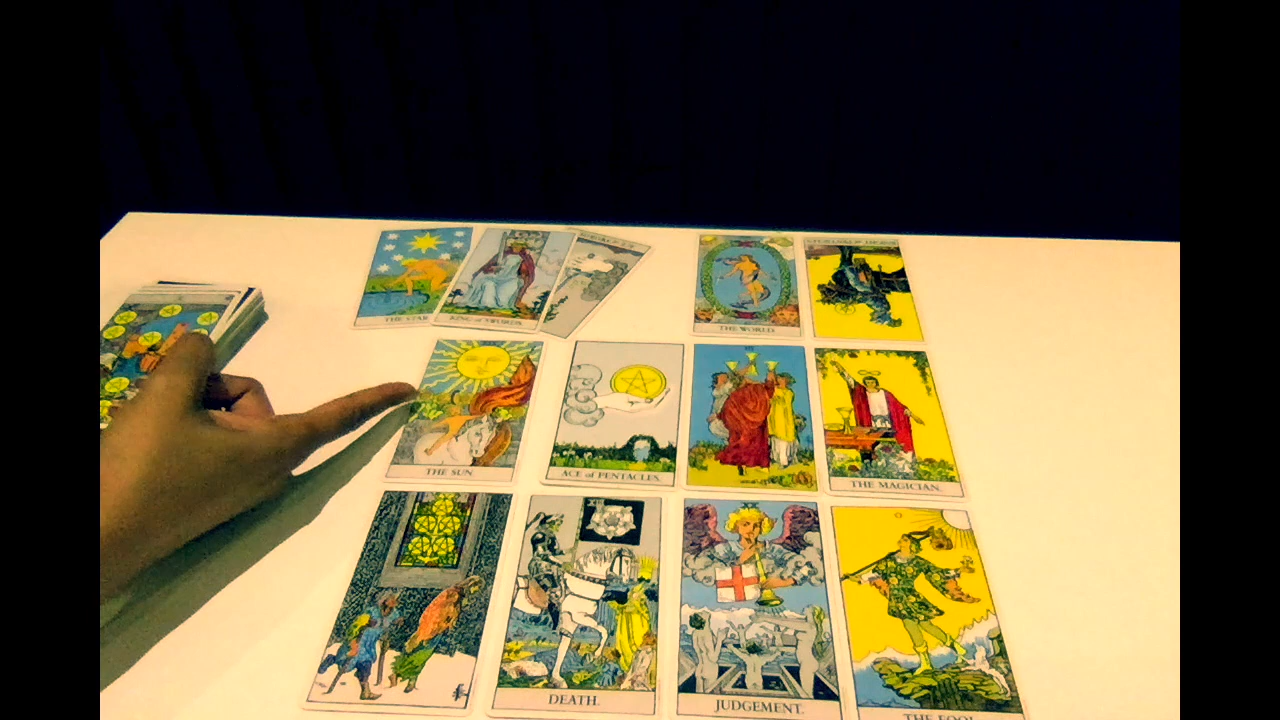 THE STAR
KING of SWORDS
THE WORLD
THE SUN
ACE of PENTACLES.
THE MAGICIAN.
DEATH.
JUDGEMENT.
THE FOOL